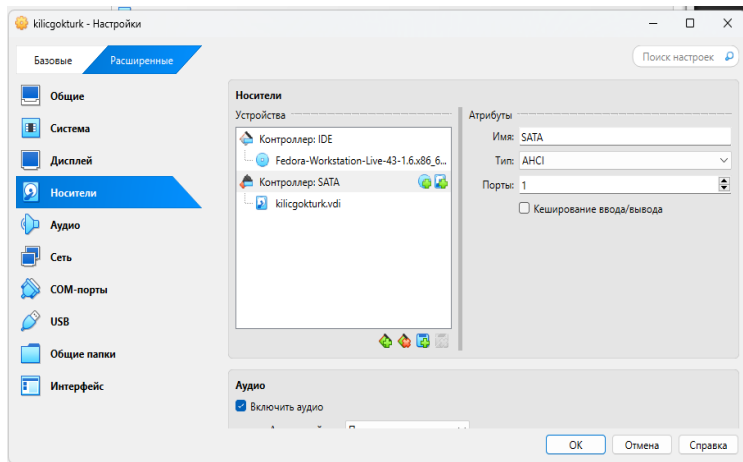 kilicgokturk - Настройки
Базовые
Расширенные
Поиск настроек
Общие
Система
Дисплей
Носители
Аудио
Сеть
COM-порты
USB
Общие папки
Интерфейс
Носители
Устройства
Контроллер: IDE
Fedora-Workstation-Live-43-1.6.x86_6...
Контроллер: SATA
kilicgokturk.vdi
Атрибуты
Имя: SATA
Тип: AHCI
Порты: 1
Кеширование ввода/вывода
Аудио
Включить аудио
OK
Отмена
Справка